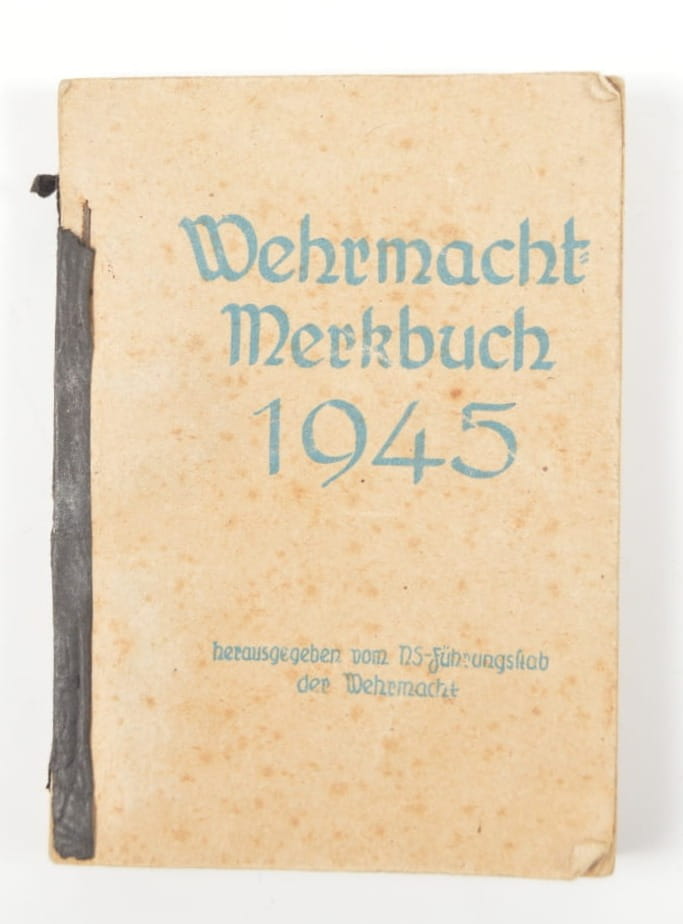 Wehrmacht=
Merkbuch
1945
herausgegeben vom NS-Führungsstab
der Wehrmacht